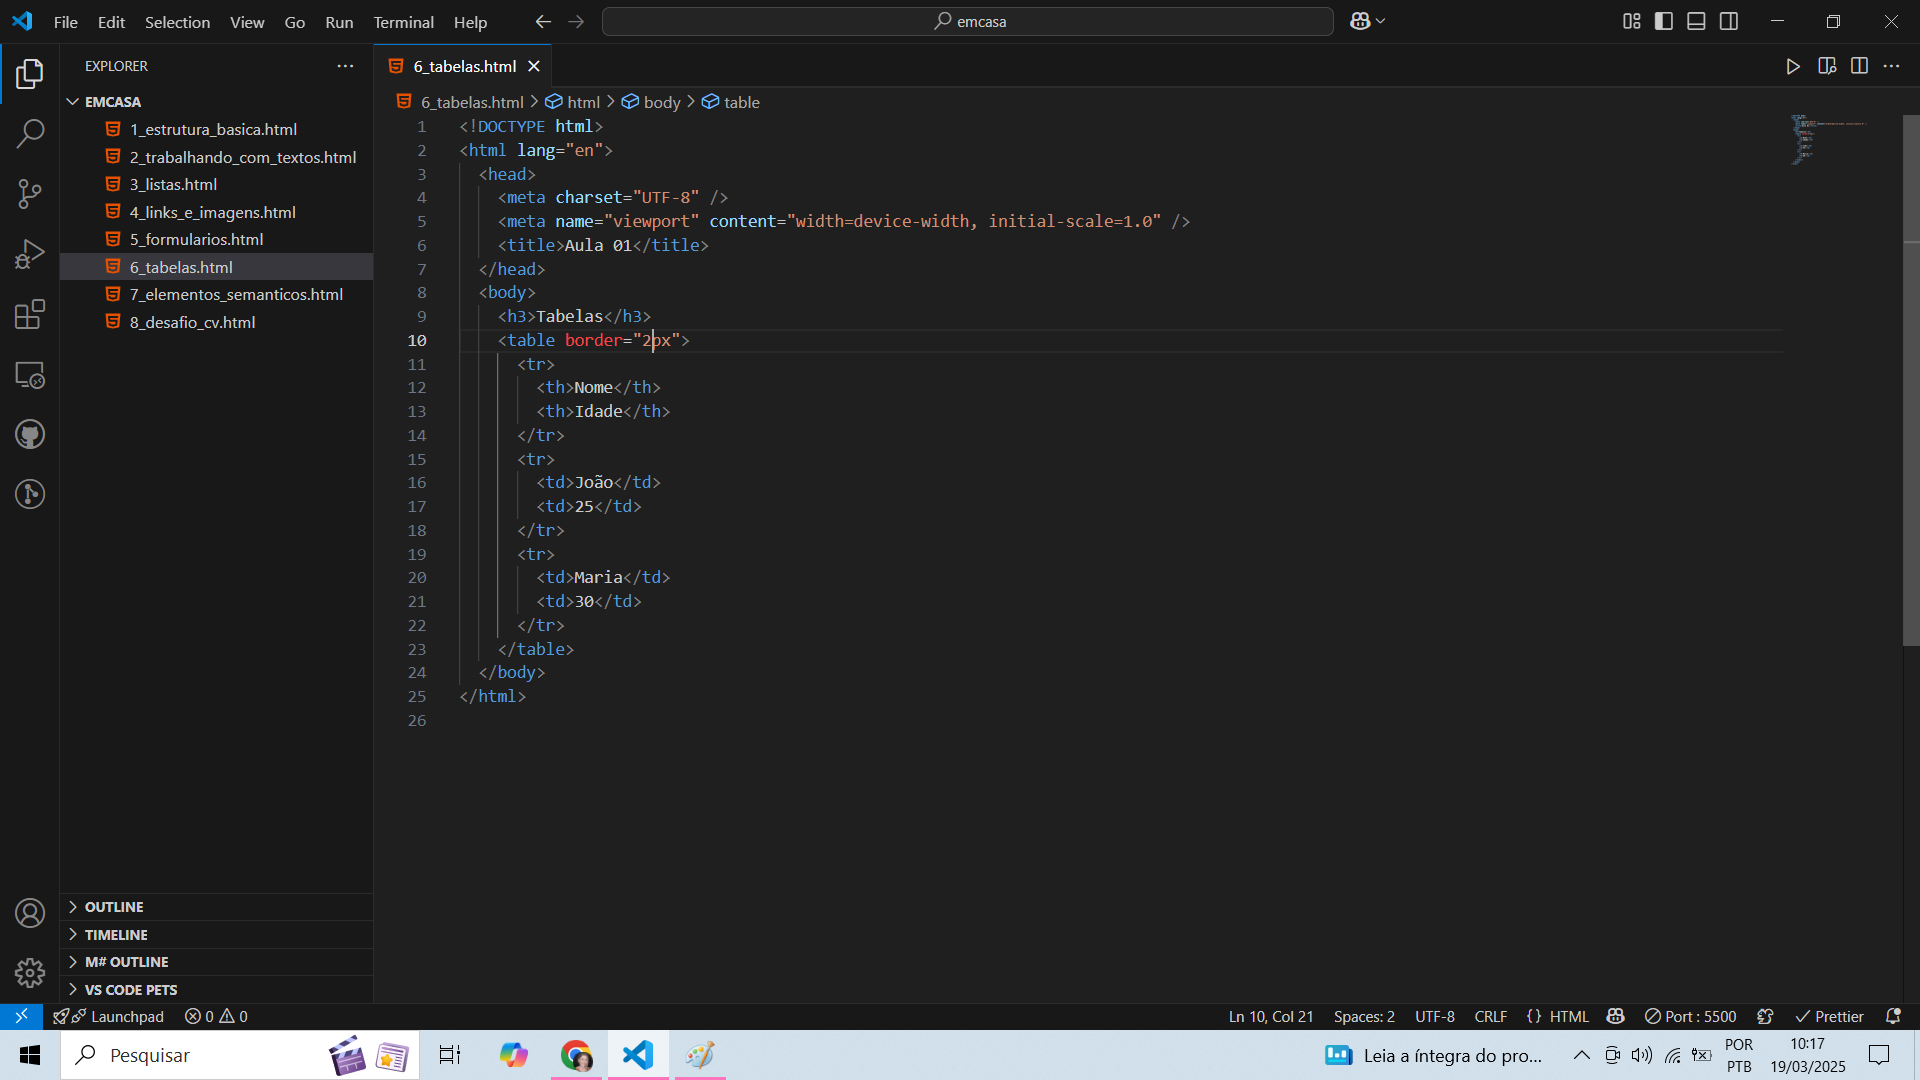 File Edit Selection View Go Run Terminal Help emcasa
EXPLORER
EMCASA
1_estrutura_basica.html
2_trabalhando_com_textos.html
3_listas.html
4_links_e_imagens.html
5_formularios.html
6_tabelas.html
7_elementos_semanticos.html
8_desafio_cv.html
OUTLINE
TIMELINE
M# OUTLINE
VS CODE PETS
6_tabelas.html
6_tabelas.html > html > body > table
1 <!DOCTYPE html>
2 <html lang="en">
3 <head>
4 <meta charset="UTF-8" />
5 <meta name="viewport" content="width=device-width, initial-scale=1.0" />
6 <title>Aula 01</title>
7 </head>
8 <body>
9 <h3>Tabelas</h3>
10 <table border="2px">
11 <tr>
12 <th>Nome</th>
13 <th>Idade</th>
14 </tr>
15 <tr>
16 <td>João</td>
17 <td>25</td>
18 </tr>
19 <tr>
20 <td>Maria</td>
21 <td>30</td>
22 </tr>
23 </table>
24 </body>
25 </html>
26
Launchpad 0 0 Ln 10, Col 21 Spaces: 2 UTF-8 CRLF {} HTML Port : 5500 Prettier
Pesquisar Leia a íntegra do pro... POR 10:17
PTB 19/03/2025